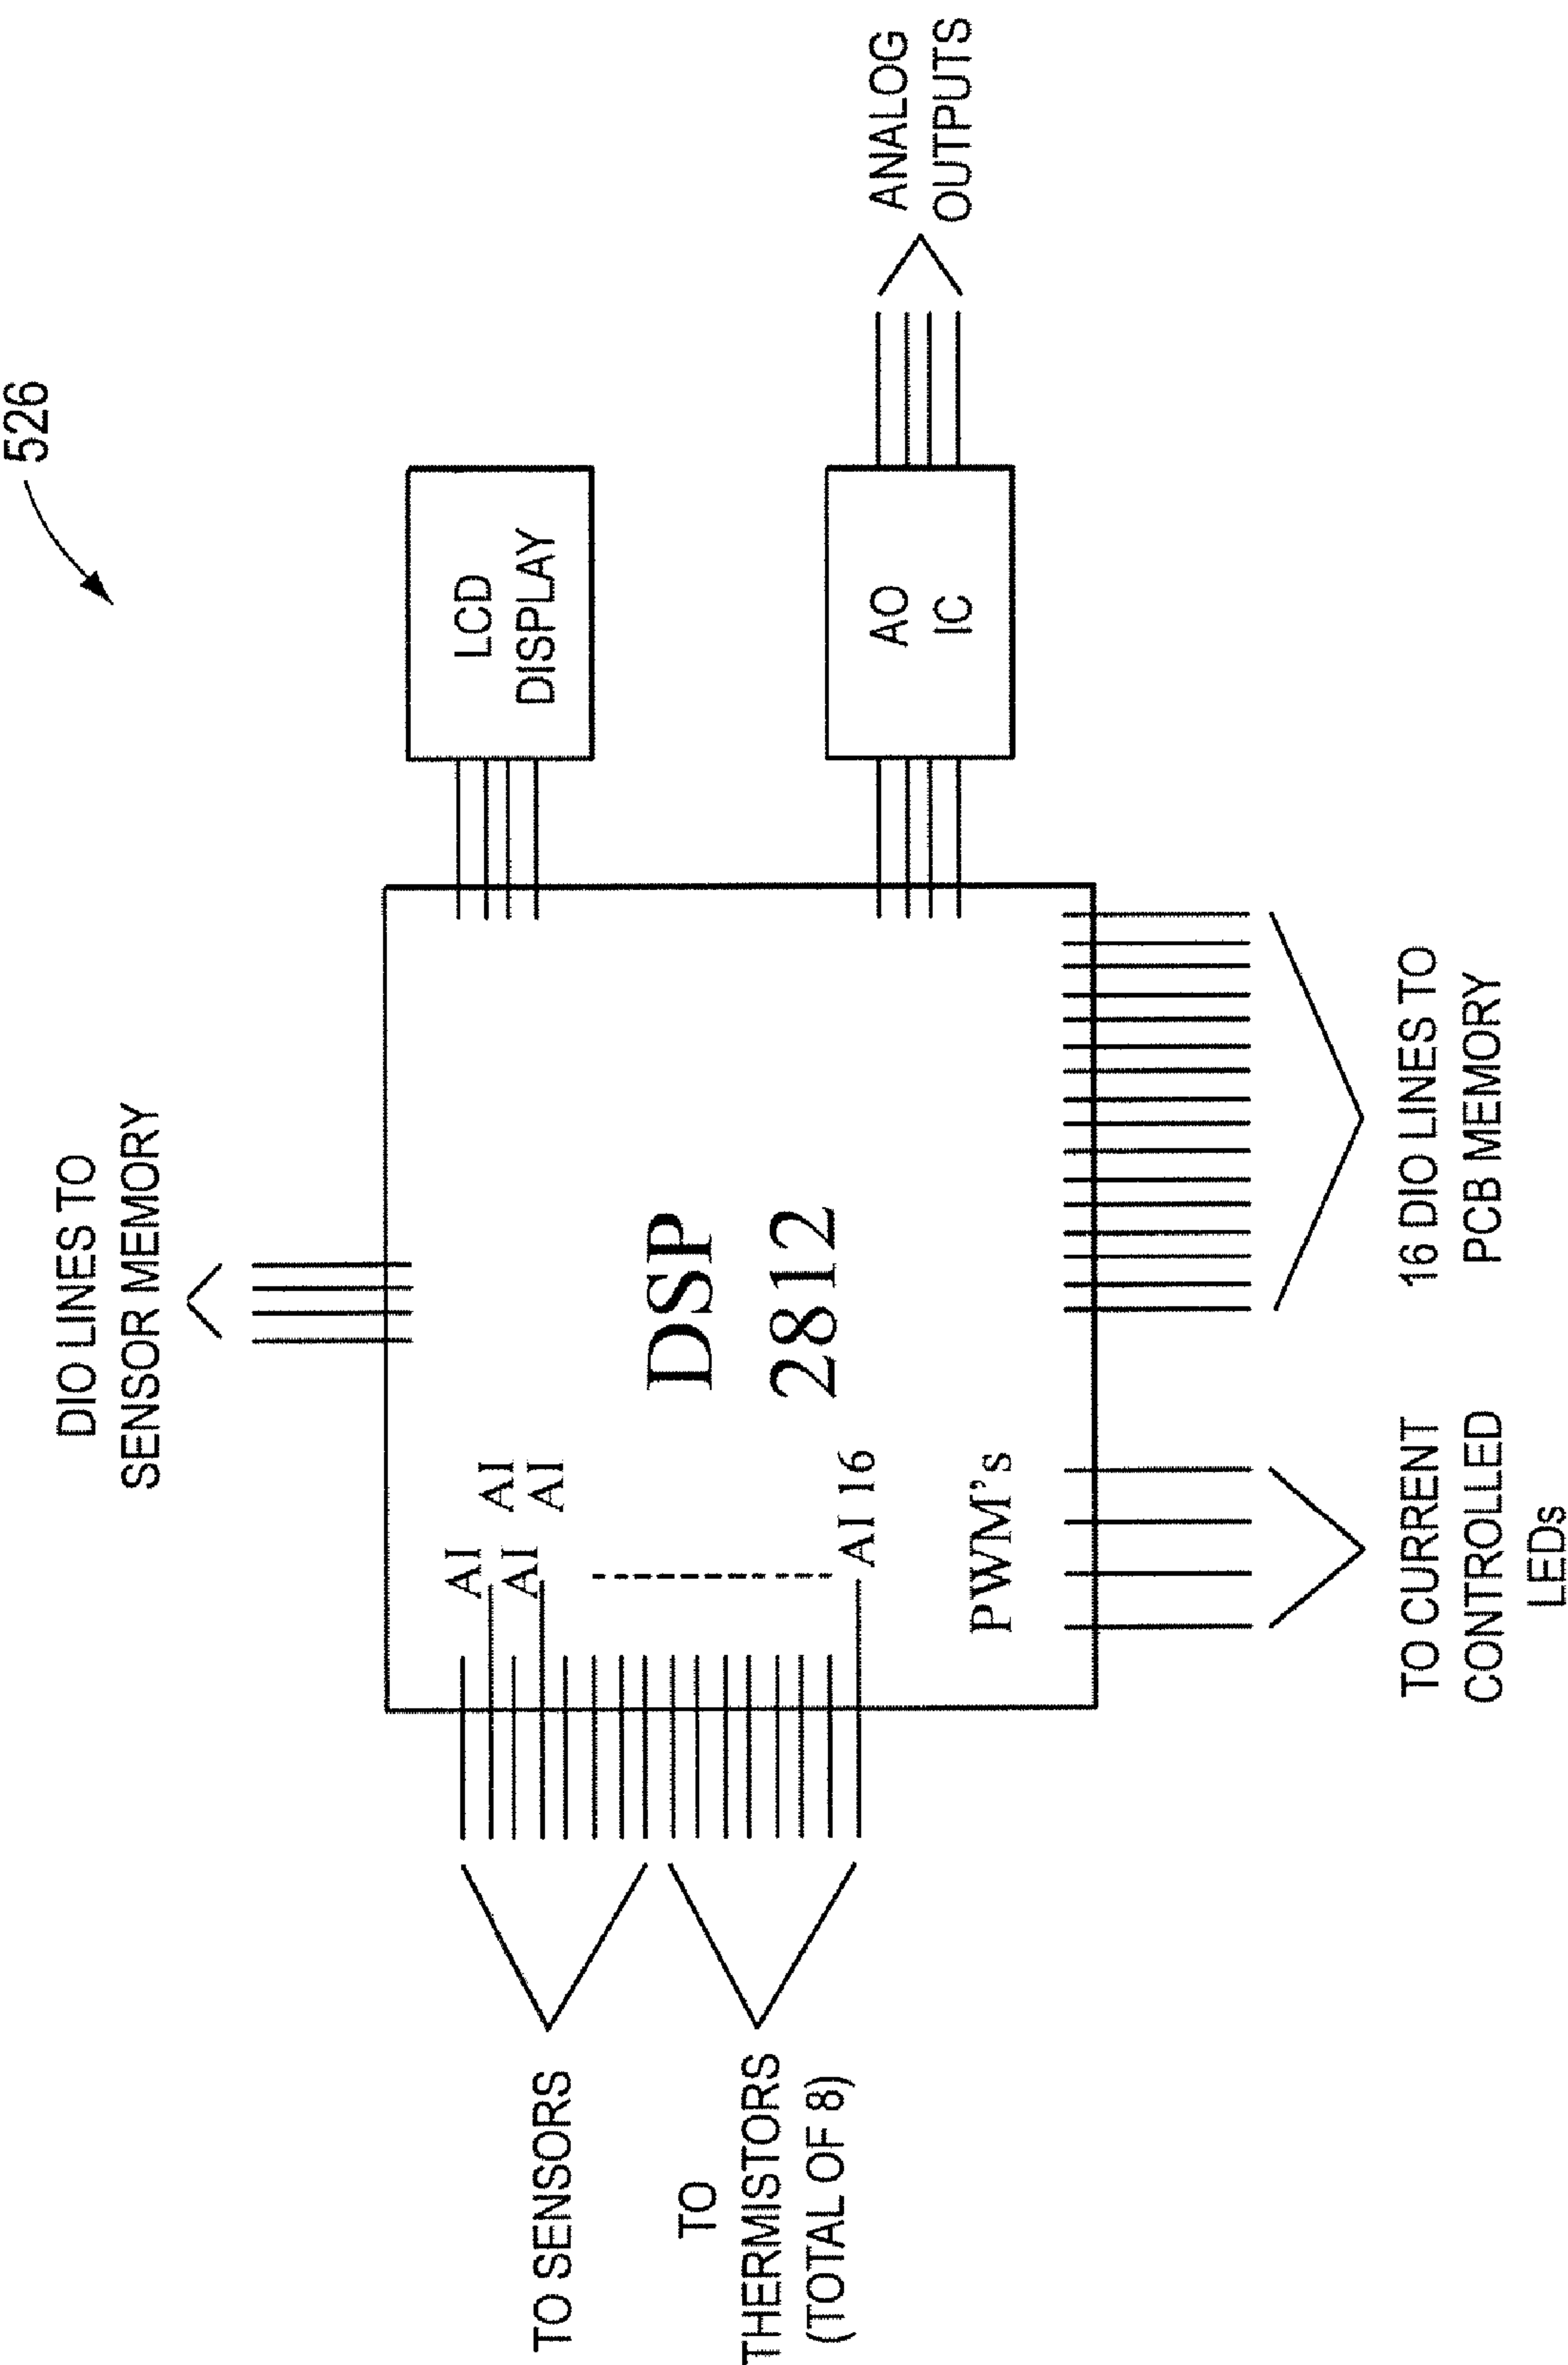 526
DIO LINES TO
SENSOR MEMORY
LCD
DISPLAY
AO
IC
ANALOG
OUTPUTS
AI
AI
AI
AI
AI 16
DSP
2812
PWM's
TO SENSORS
TO
THERMISTORS
(TOTAL OF 8)
TO CURRENT
CONTROLLED
LEDs
16 DIO LINES TO
PCB MEMORY